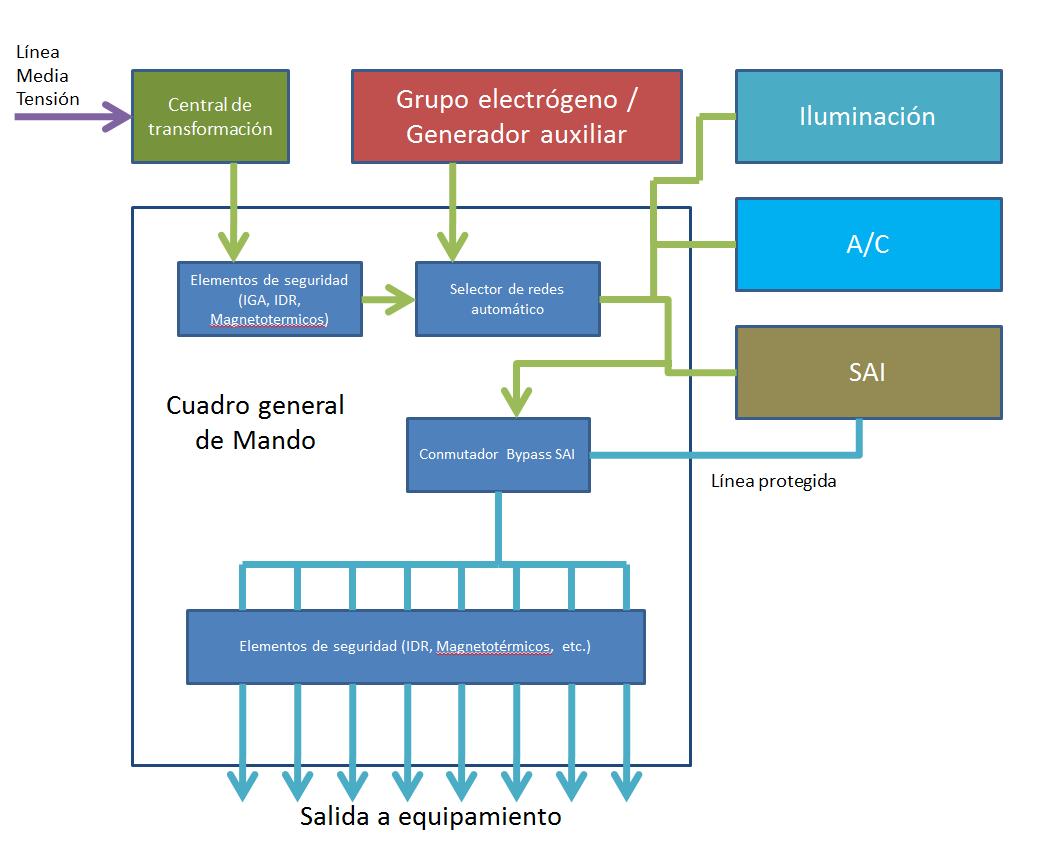 Línea
Media
Tensión
Central de
transformación
Grupo electrógeno /
Generador auxiliar
Iluminación
A/C
Elementos de seguridad
(IGA, IDR,
Magnetotermicos)
Selector de redes
automático
SAI
Cuadro general
de Mando
Conmutador Bypass SAI
Línea protegida
Elementos de seguridad (IDR, Magnetotérmicos, etc.)
Salida a equipamiento